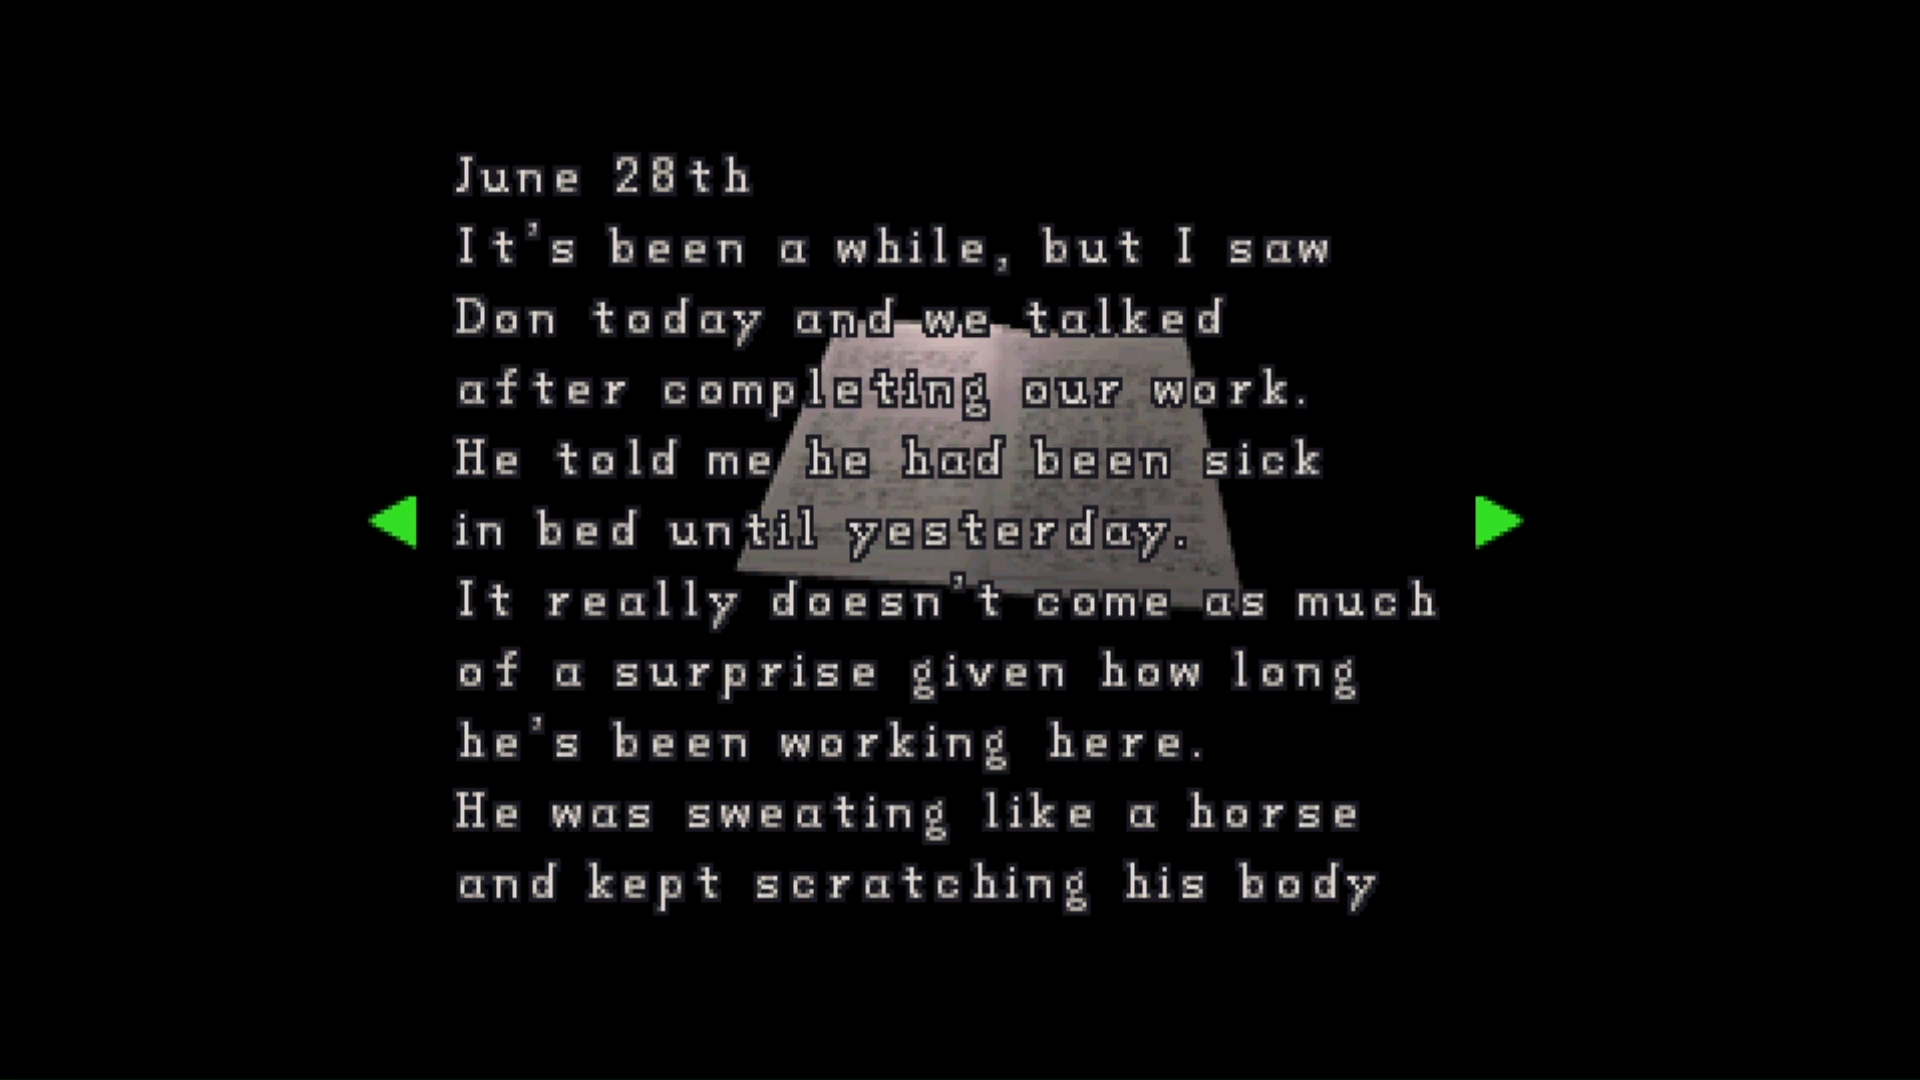 June 28th
It's been a while, but I saw
Don today and we talked
after completing our work.
He told me he had been sick
in bed until yesterday.
It really doesn't come as much
of a surprise given how long
he's been working here.
He was sweating like a horse
and kept scratching his body